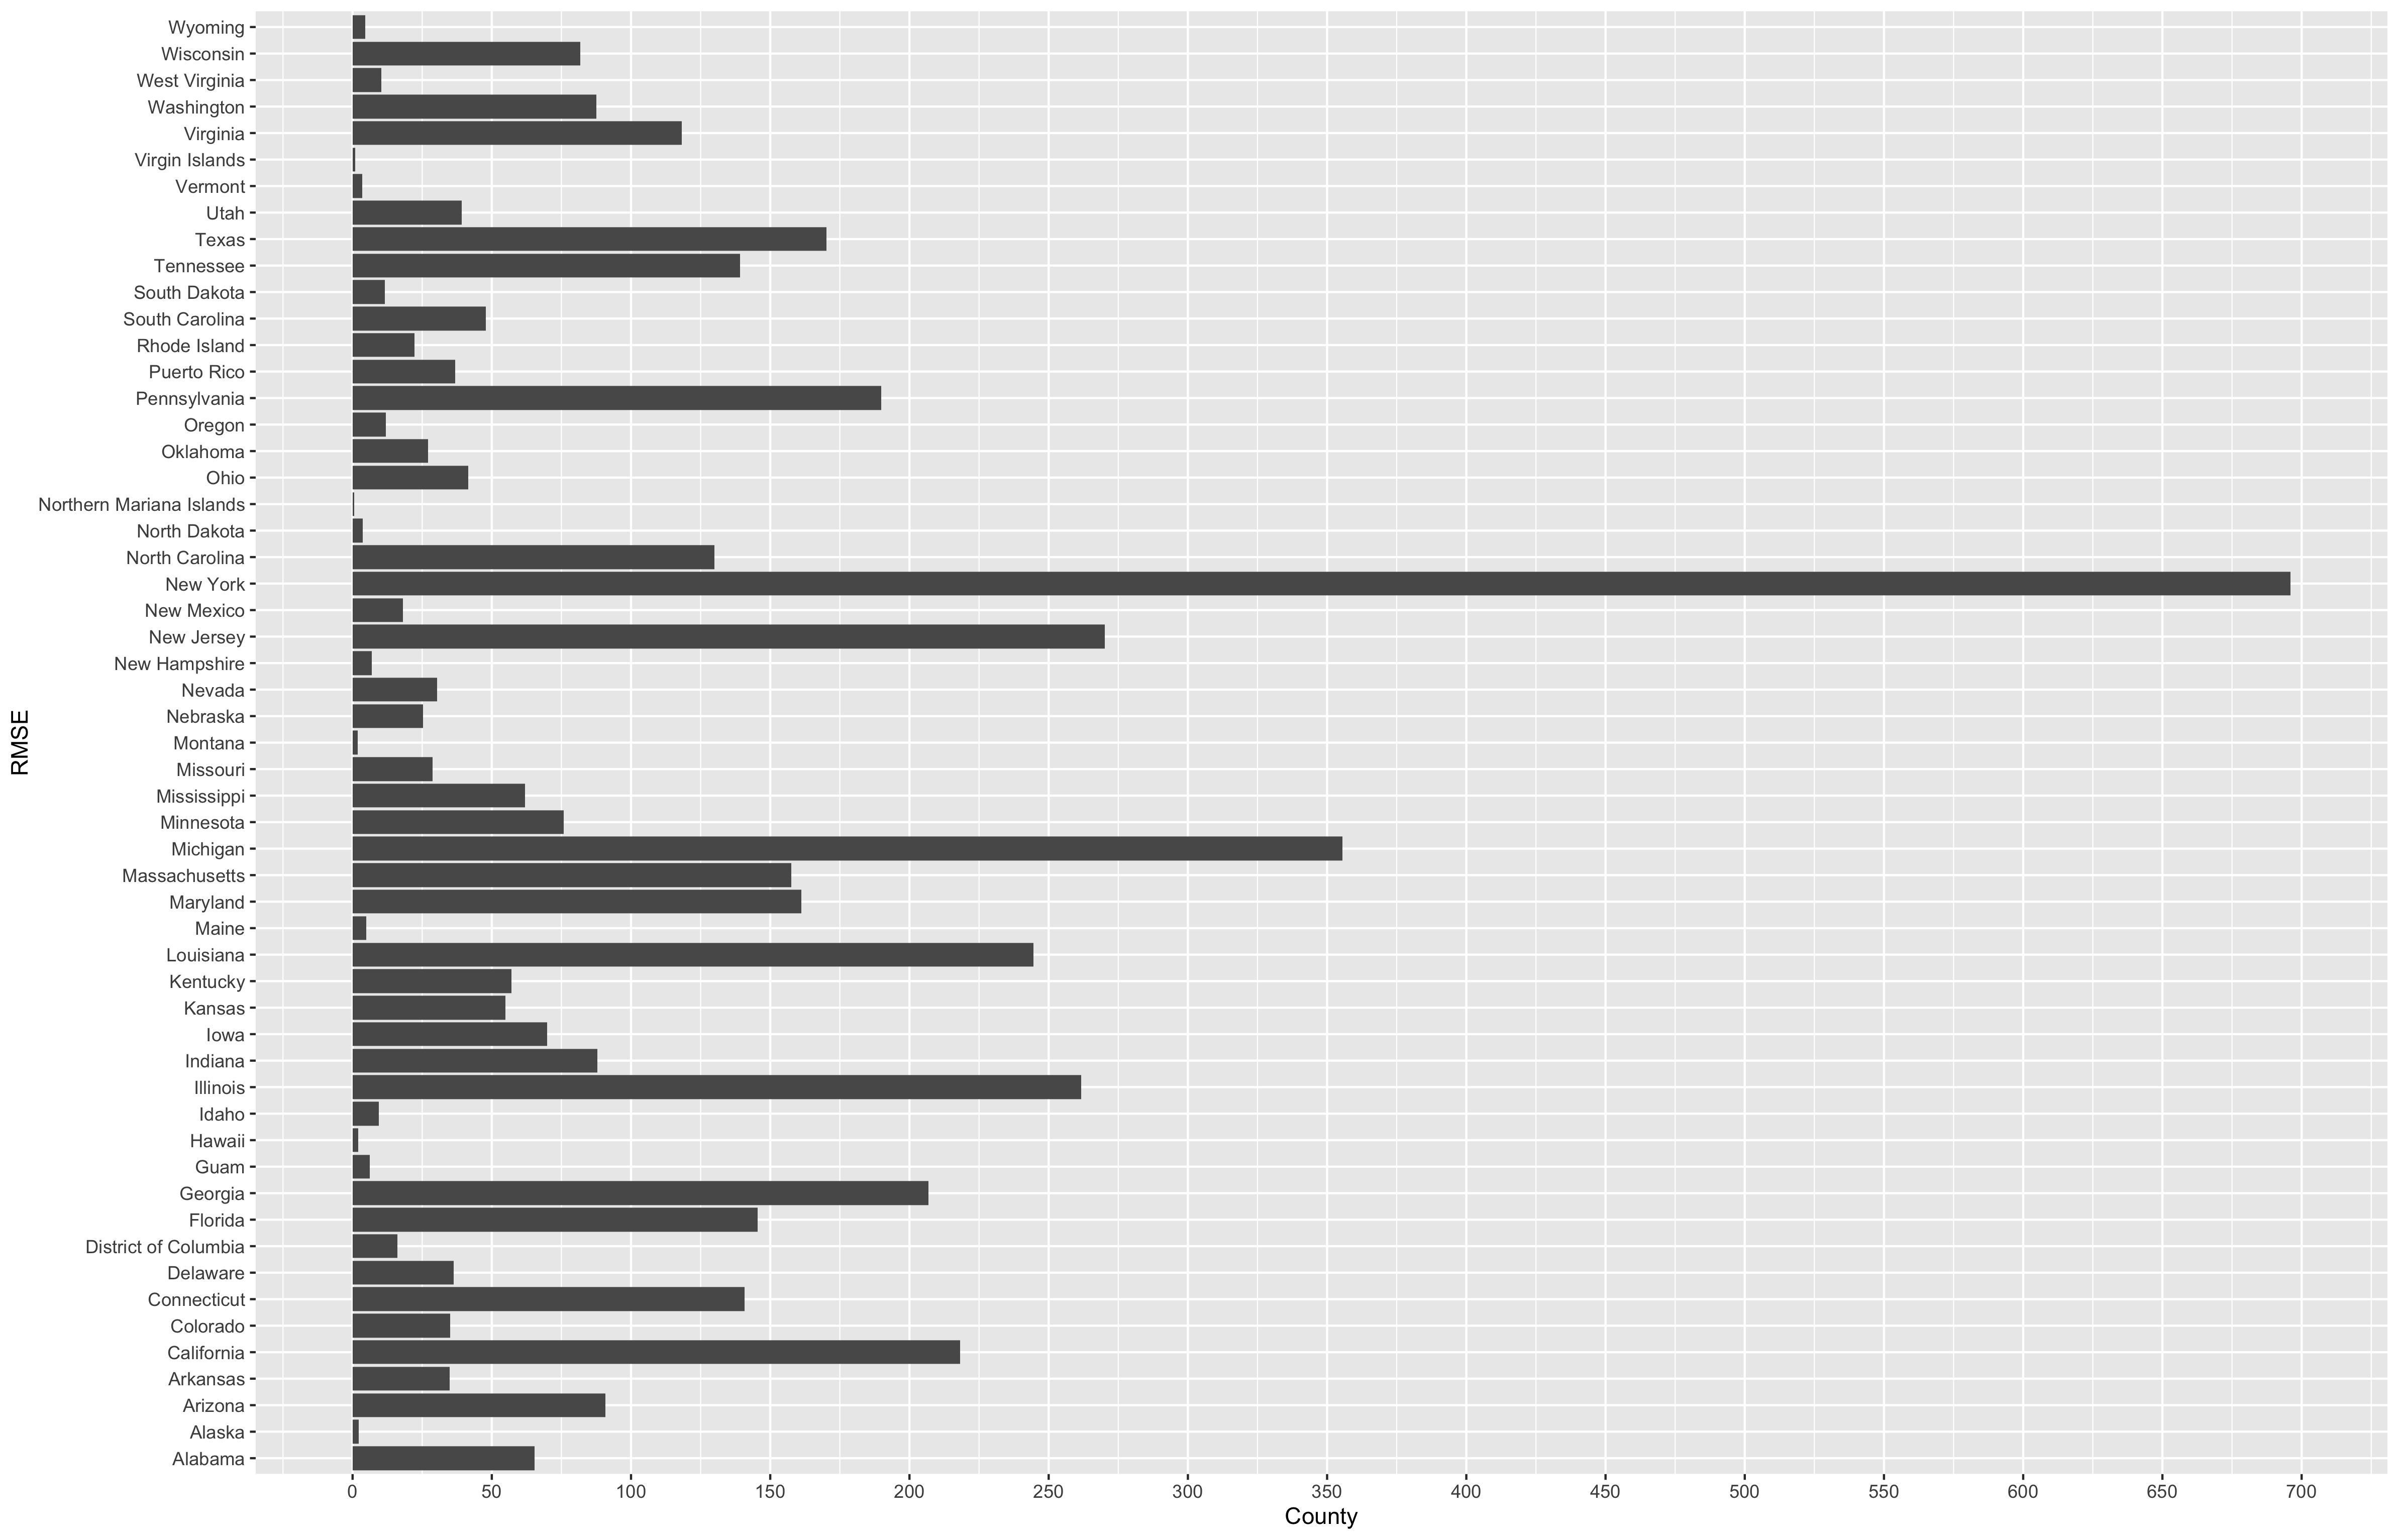 Wyoming
Wisconsin
West Virginia
Washington
Virginia
Virgin Islands
Vermont
Utah
Texas
Tennessee
South Dakota
South Carolina
Rhode Island
Puerto Rico
Pennsylvania
Oregon
Oklahoma
Ohio
Northern Mariana Islands
North Dakota
North Carolina
New York
New Mexico
New Jersey
New Hampshire
Nevada
Nebraska
Montana
Missouri
Mississippi
Minnesota
Michigan
Massachusetts
Maryland
Maine
Louisiana
Kentucky
Kansas
Iowa
Indiana
Illinois
Idaho
Hawaii
Guam
Georgia
Florida
District of Columbia
Delaware
Connecticut
Colorado
California
Arkansas
Arizona
Alaska
Alabama
RMSE
0 50 100 150 200 250 300 350 400 450 500 550 600 650 700
County